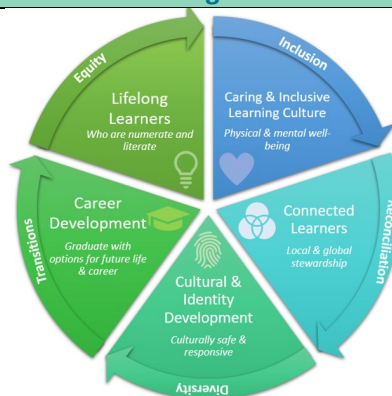 Equity
Inclusion
Lifelong
Learners
Who are numerate and
literate
Caring & Inclusive
Learning Culture
Physical & mental well-
being
Career
Development
Graduate with
options for future life
& career
Connected
Learners
Local & global
stewardship
Transitions
Reconciliation
Cultural &
Identity
Development
Culturally safe &
responsive
Diversity